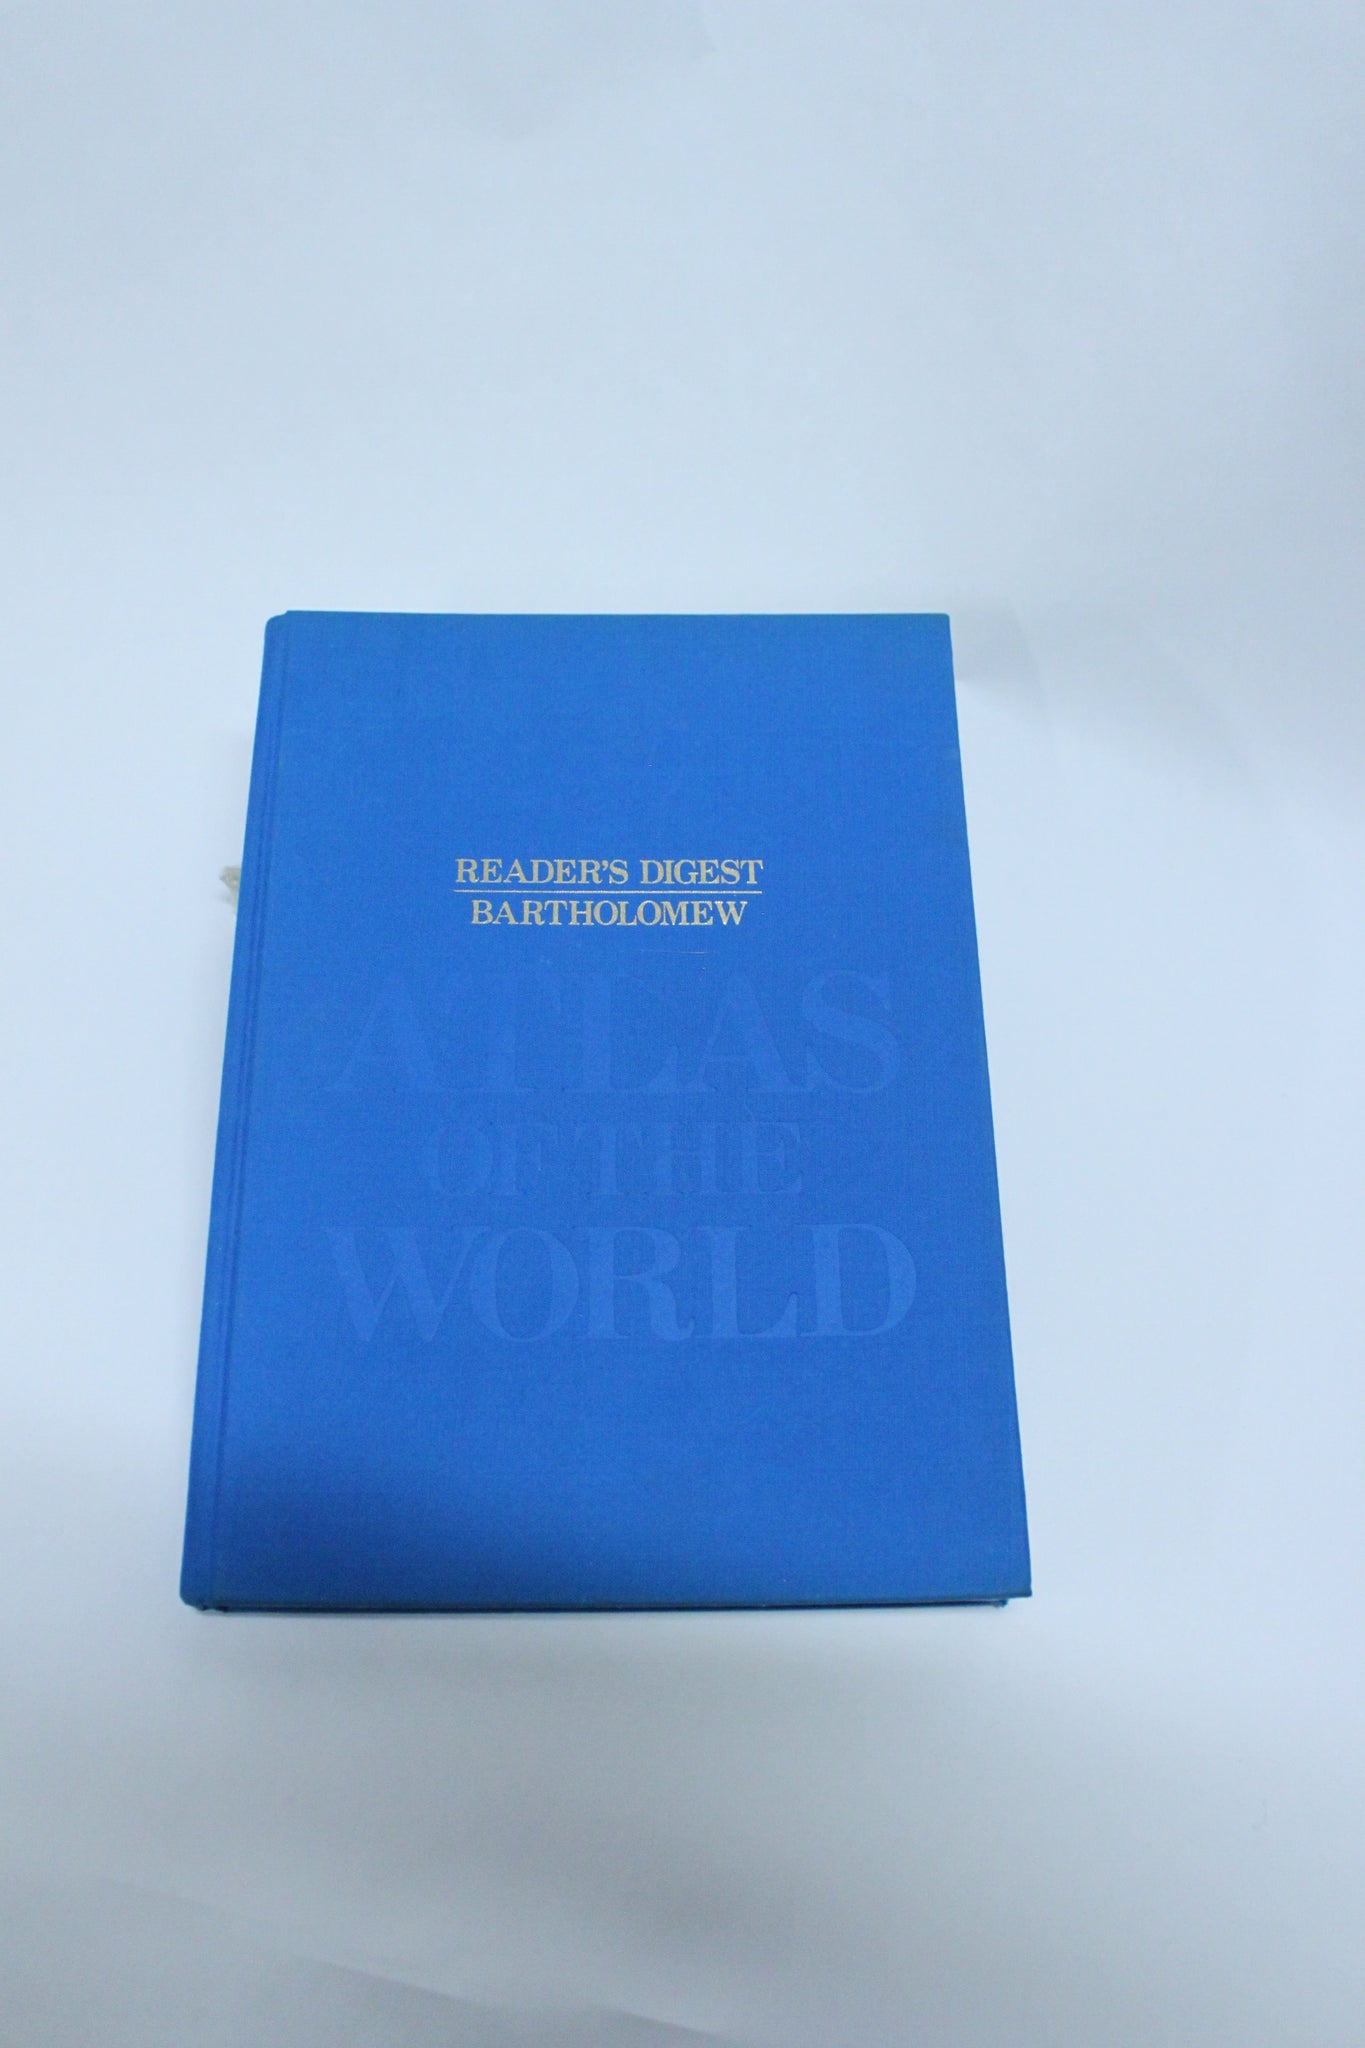 READER'S DIGEST
BARTHOLOMEW
ATLAS
OF THE
WORLD